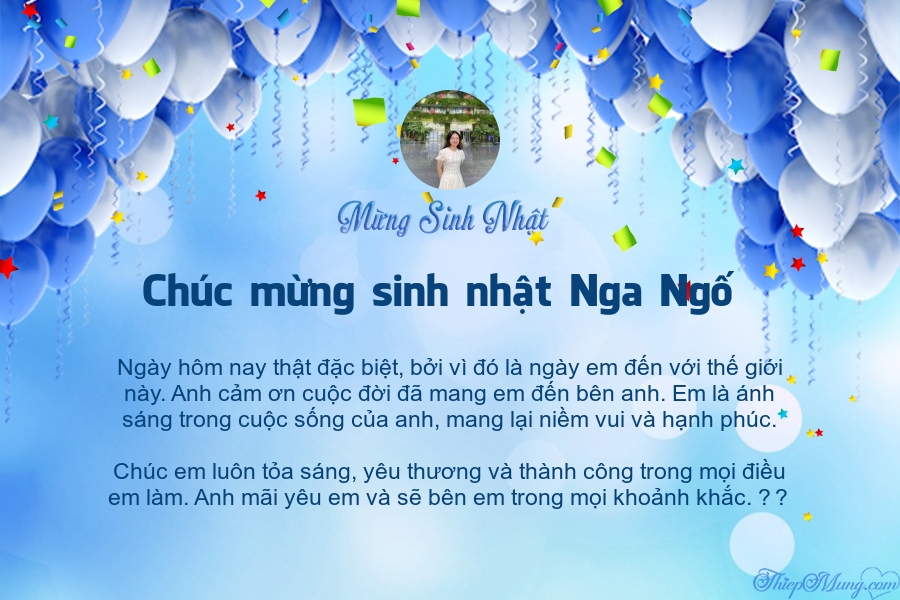 Mừng Sinh Nhật
Chúc mừng sinh nhật Nga Ngố
Ngày hôm nay thật đặc biệt, bởi vì đó là ngày em đến với thế giới
này. Anh cảm ơn cuộc đời đã mang em đến bên anh. Em là ánh
sáng trong cuộc sống của anh, mang lại niềm vui và hạnh phúc.
Chúc em luôn tỏa sáng, yêu thương và thành công trong mọi điều
em làm. Anh mãi yêu em và sẽ bên em trong mọi khoảnh khắc. ? ?
ThiepMung.com